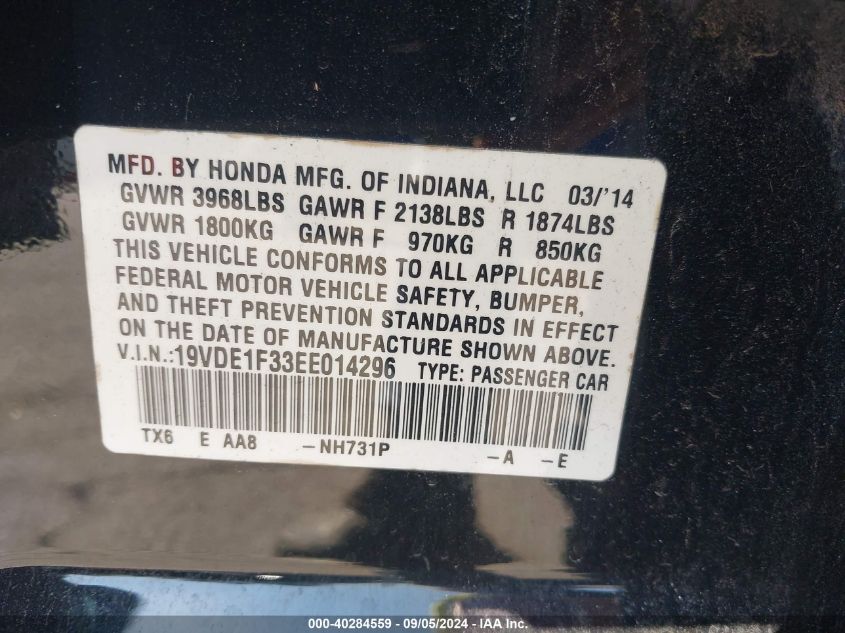 MFD. BY HONDA MFG. OF INDIANA, LLC 03/'14
GVWR 3968LBS GAWR F 2138LBS R 1874LBS
GVWR 1800KG GAWR F 970KG R 850KG
THIS VEHICLE CONFORMS TO ALL APPLICABLE
FEDERAL MOTOR VEHICLE SAFETY, BUMPER,
AND THEFT PREVENTION STANDARDS IN EFFECT
ON THE DATE OF MANUFACTURE SHOWN ABOVE.
V.I.N.:19VDE1F33EE014296 TYPE: PASSENGER CAR
TX6 E AA8 -NH731P -A -E
000-40284559 - 09/05/2024 - IAA Inc.